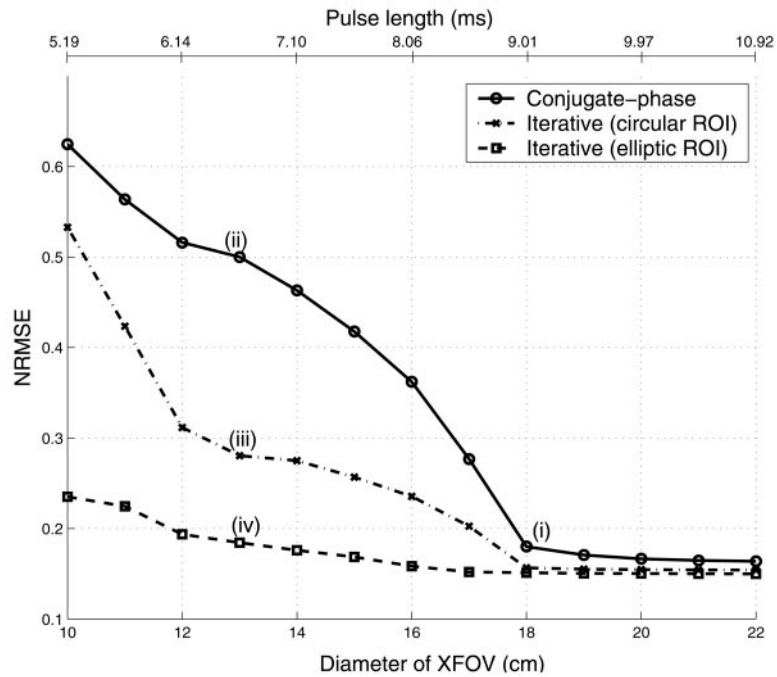 Pulse length (ms)
5.19 6.14 7.10 8.06 9.01 9.97 10.92
Conjugate-phase
Iterative (circular ROI)
Iterative (elliptic ROI)
NRMSE
0.6
0.5
0.4
0.3
0.2
0.1
(ii)
(iii)
(iv)
(i)
10 12 14 16 18 20 22
Diameter of XFOV (cm)